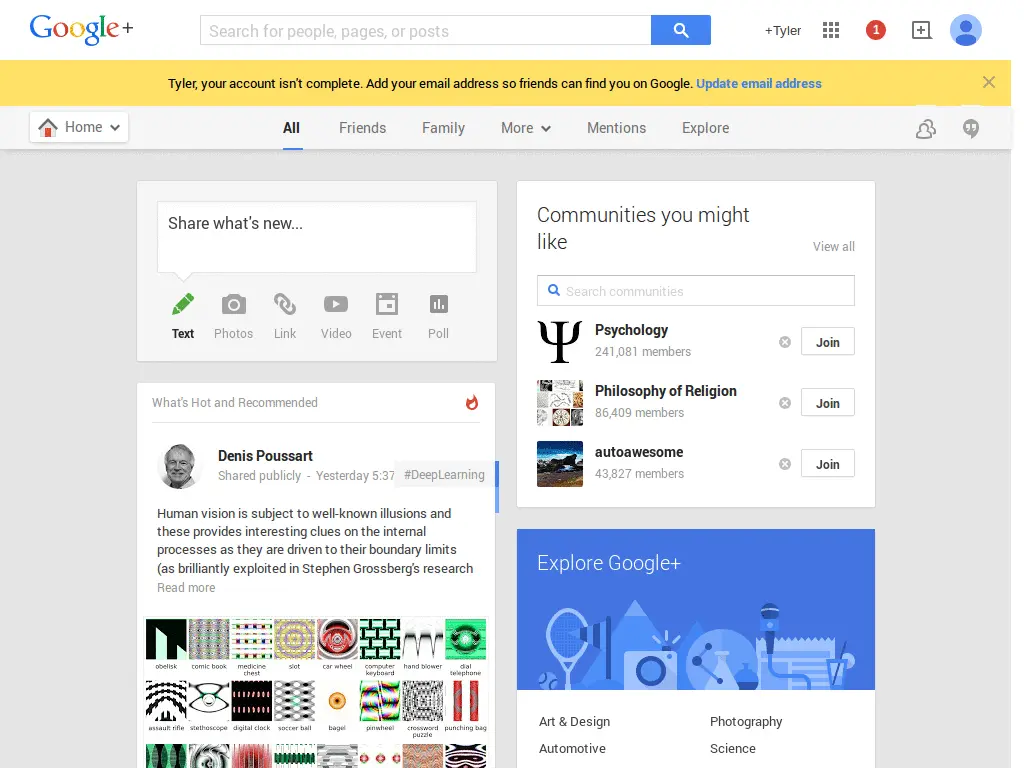 Google+
Search for people, pages, or posts
+Tyler
1
Tyler, your account isn't complete. Add your email address so friends can find you on Google. Update email address
Home
All
Friends
Family
More
Mentions
Explore
Share what's new...
Text
Photos
Link
Video
Event
Poll
What's Hot and Recommended
Denis Poussart
Shared publicly - Yesterday 5:37
#DeepLearning
Human vision is subject to well-known illusions and
these provides interesting clues on the internal
processes as they are driven to their boundary limits
(as brilliantly exploited in Stephen Grossberg's research
Read more
obelisk
comic book
medicine
chest
slot
car wheel
computer
keyboard
hand blower
dial
telephone
assault rifle
stethoscope
digital clock
soccer ball
bagel
pinwheel
crossword
puzzle
punching bag
Communities you might
like
View all
Search communities
Psychology
241,081 members
Join
Philosophy of Religion
86,409 members
Join
autoawesome
43,827 members
Join
Explore Google+
Art & Design
Photography
Automotive
Science